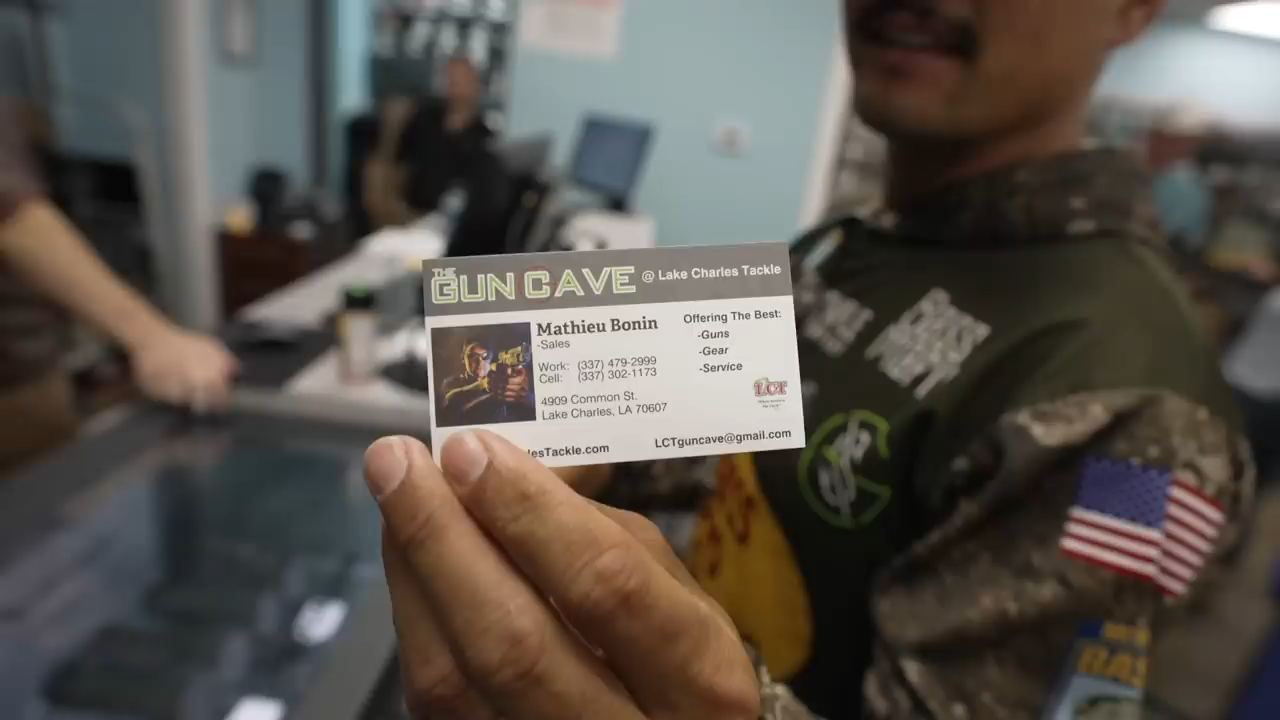 THE
GUN CAVE @ Lake Charles Tackle
Mathieu Bonin
-Sales
Work: (337) 479-2999
Cell: (337) 302-1173
4909 Common St.
Lake Charles, LA 70607
Offering The Best:
-Guns
-Gear
-Service
LCT
lesTackle.com
LCTguncave@gmail.com
BAS